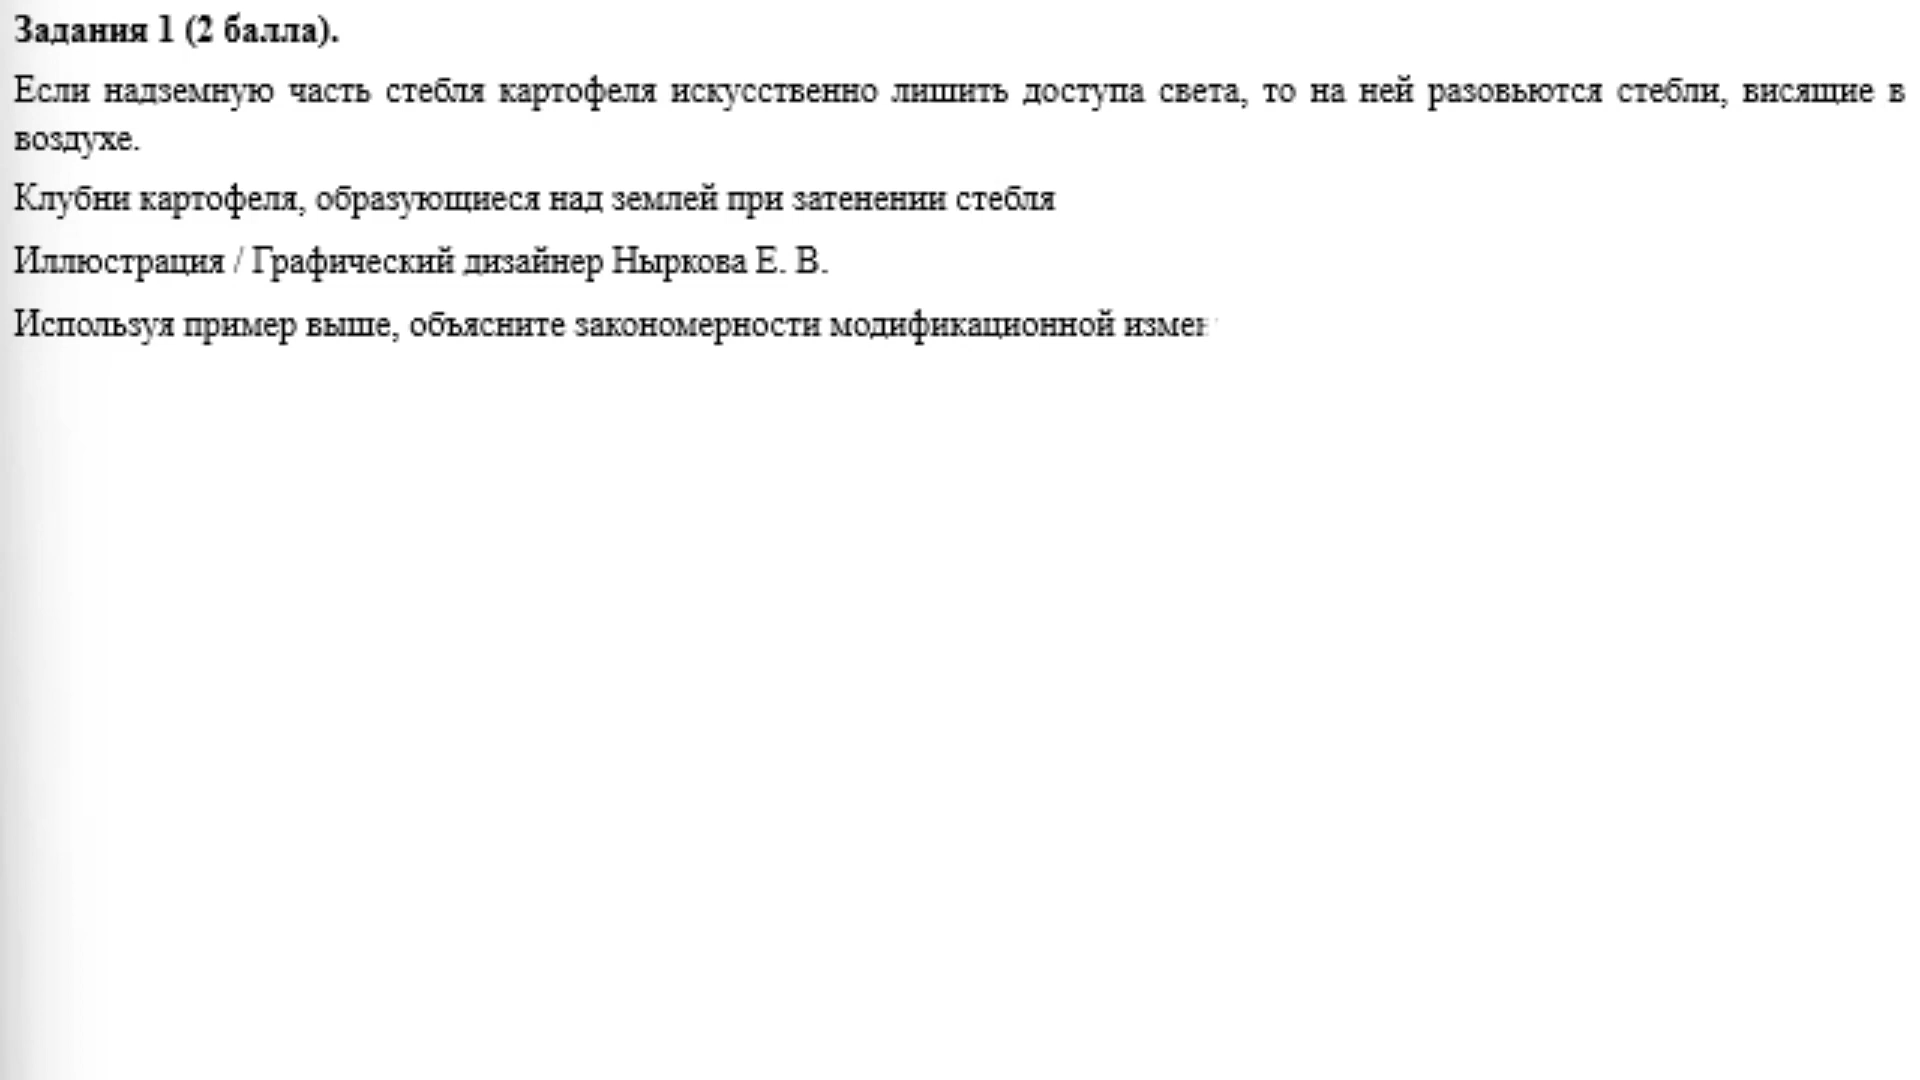 Задания 1 (2 балла).
Если надземную часть стебля картофеля искусственно лишить доступа света, то на ней разовьются стебли, висящие в
воздухе.
Клубни картофеля, образующиеся над землей при затенении стебля
Иллюстрация / Графический дизайнер Ныркова Е. В.
Используя пример выше, объясните закономерности модификационной